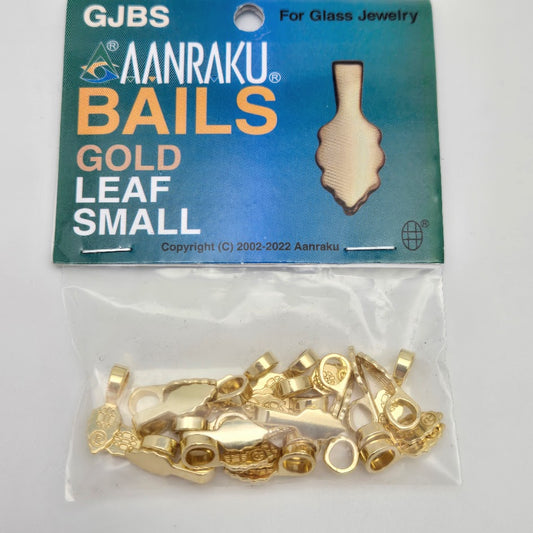 GJBS
For Glass Jewelry
® AANRAKU®
BAILS
GOLD
LEAF
SMALL
®
Copyright (C) 2002-2022 Aanraku